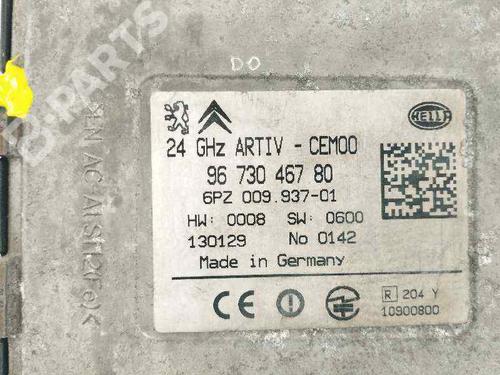 DO
HELLA
24 GHz ARTIV - CEM00
96 730 467 80
6PZ 009.937-01
HW: 0008 SW: 0600
130129 No 0142
Made in Germany
CE
R 204 Y
10900800
B-PARTS